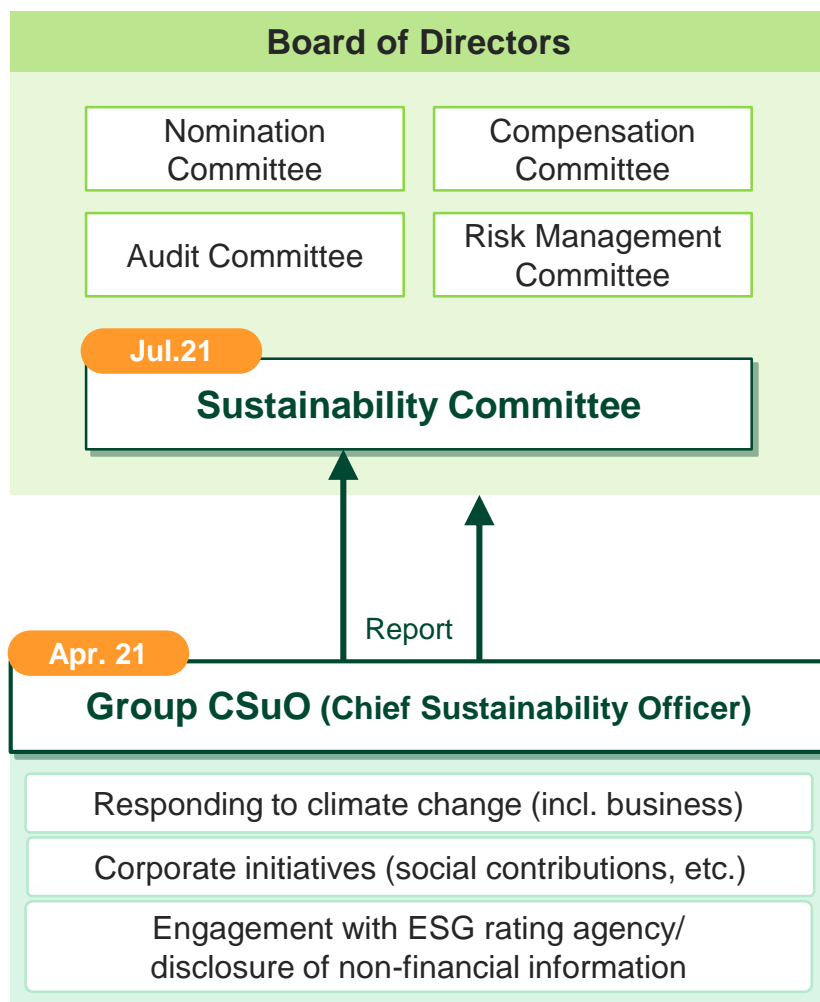 Board of Directors
Nomination
Committee
Compensation
Committee
Audit Committee
Risk Management
Committee
Jul.21
Sustainability Committee
Report
Apr. 21
Group CSuO (Chief Sustainability Officer)
Responding to climate change (incl. business)
Corporate initiatives (social contributions, etc.)
Engagement with ESG rating agency/
disclosure of non-financial information